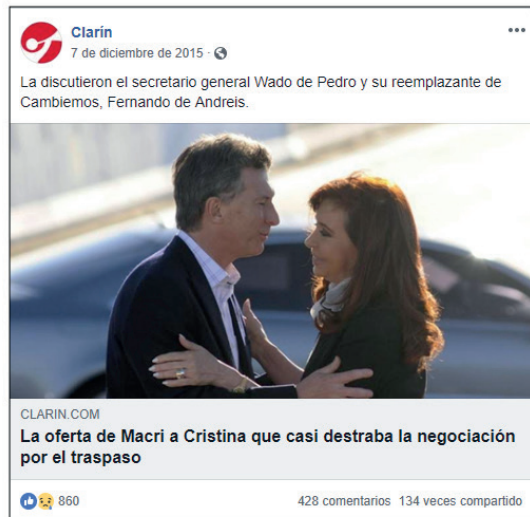 Clarín
7 de diciembre de 2015 ·
La discutieron el secretario general Wado de Pedro y su reemplazante de
Cambiemos, Fernando de Andreis.
CLARIN.COM
La oferta de Macri a Cristina que casi destraba la negociación
por el traspaso
860
428 comentarios 134 veces compartido